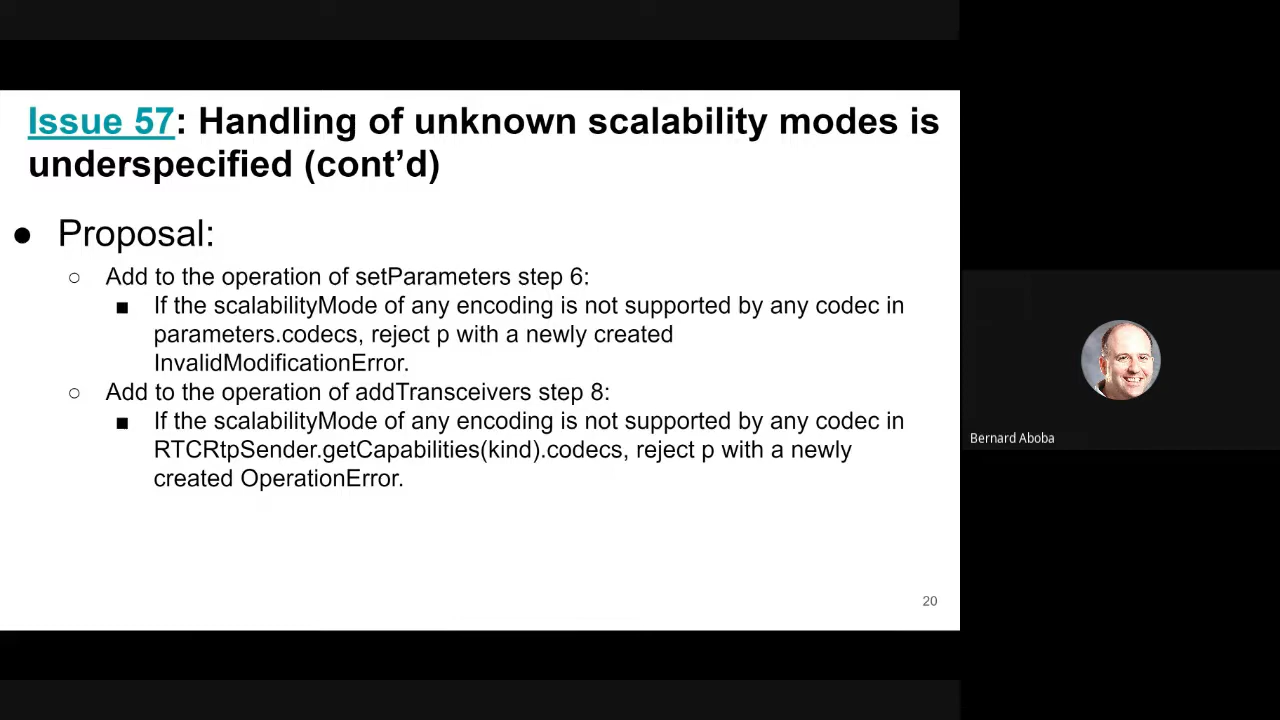 Issue 57: Handling of unknown scalability modes is
underspecified (cont’d)
● Proposal:
○ Add to the operation of setParameters step 6:
■ If the scalabilityMode of any encoding is not supported by any codec in
parameters.codecs, reject p with a newly created
InvalidModificationError.
○ Add to the operation of addTransceivers step 8:
■ If the scalabilityMode of any encoding is not supported by any codec in
RTCRtpSender.getCapabilities(kind).codecs, reject p with a newly
created OperationError.
20
Bernard Aboba